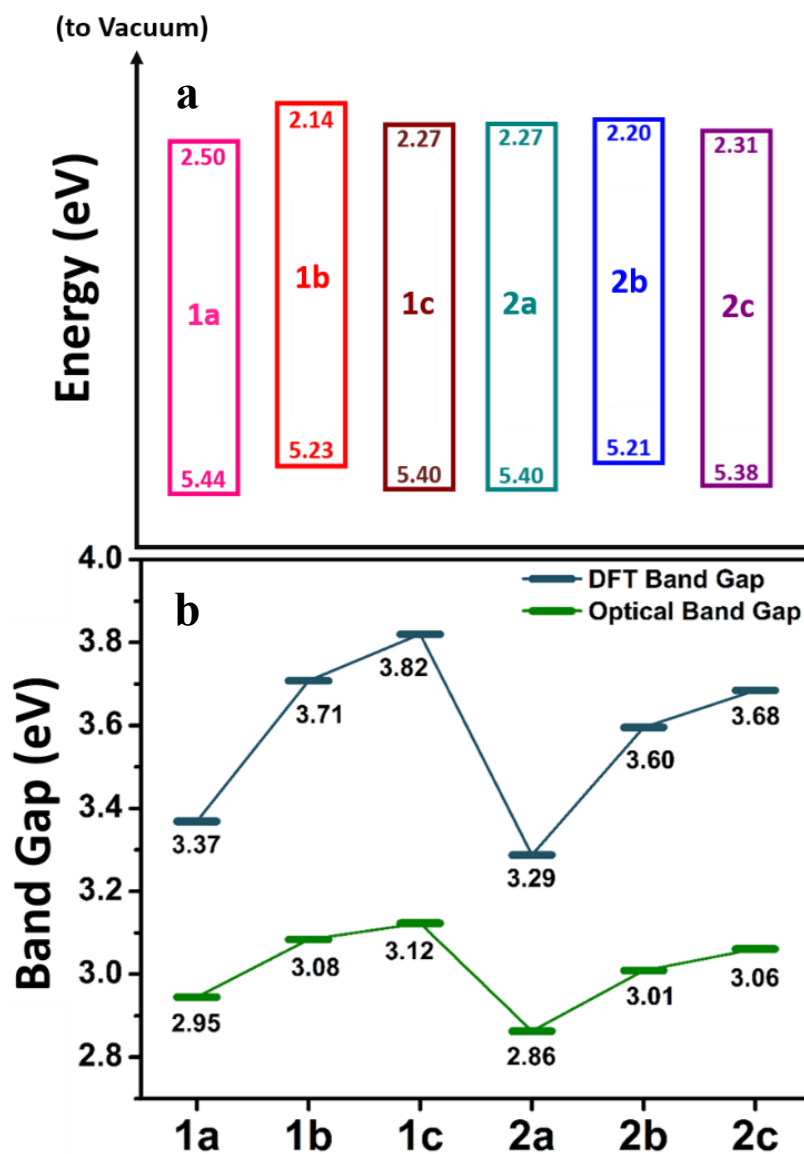 (to Vacuum)
a
Energy (eV)
2.50 2.14 2.27 2.27 2.20 2.31
1a 1b 1c 2a 2b 2c
5.44 5.23 5.40 5.40 5.21 5.38
b
Band Gap (eV)
4.0
3.8
3.6
3.4
3.2
3.0
2.8
DFT Band Gap
Optical Band Gap
3.37 3.71 3.82 3.29 3.60 3.68
2.95 3.08 3.12 2.86 3.01 3.06
1a 1b 1c 2a 2b 2c